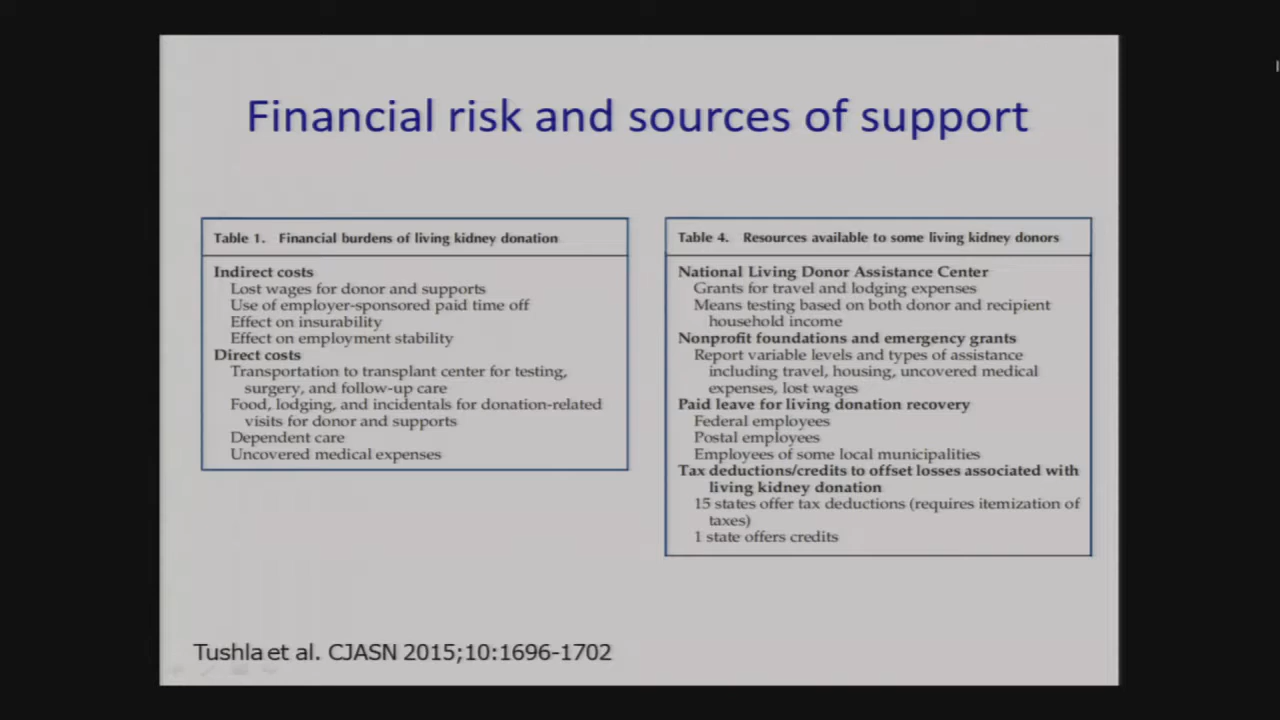 Financial risk and sources of support
Table 1. Financial burdens of living kidney donation
Indirect costs
Lost wages for donor and supports
Use of employer-sponsored paid time off
Effect on insurability
Effect on employment stability
Direct costs
Transportation to transplant center for testing,
surgery, and follow-up care
Food, lodging, and incidentals for donation-related
visits for donor and supports
Dependent care
Uncovered medical expenses
Table 4. Resources available to some living kidney donors
National Living Donor Assistance Center
Grants for travel and lodging expenses
Means testing based on both donor and recipient
household income
Nonprofit foundations and emergency grants
Report variable levels and types of assistance
including travel, housing, uncovered medical
expenses, lost wages
Paid leave for living donation recovery
Federal employees
Postal employees
Employees of some local municipalities
Tax deductions/credits to offset losses associated with
living kidney donation
15 states offer tax deductions (requires itemization of
taxes)
1 state offers credits
Tushla et al. CJASN 2015;10:1696-1702